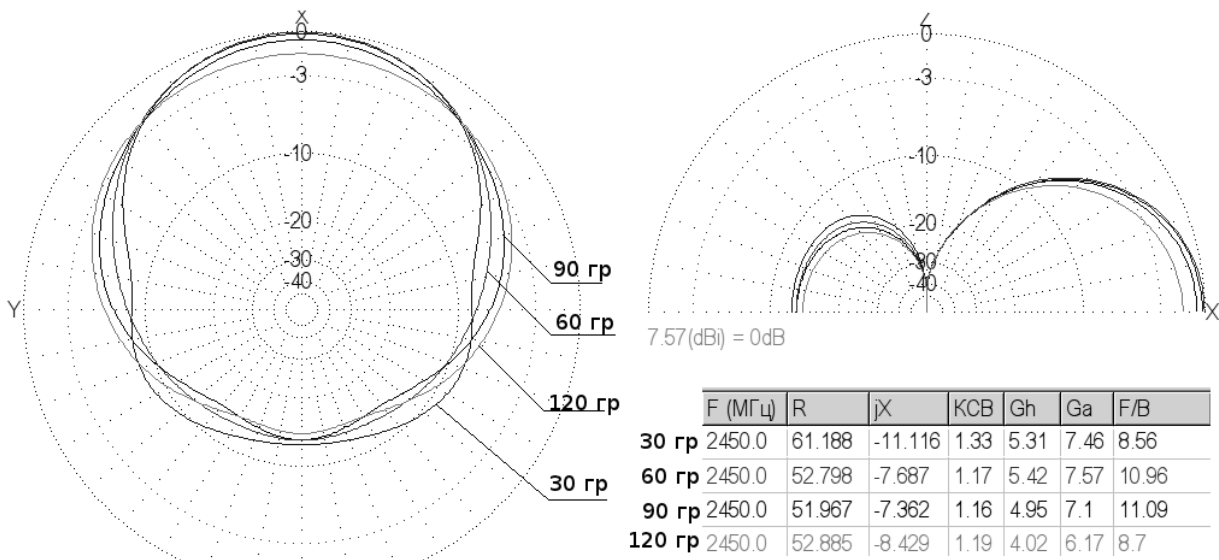 X
0
-3
-10
-20
-30
-40
Y
90 гр
60 гр
120 гр
30 гр
Z
0
-3
-10
-20
-30
-40
X
7.57(dBi) = 0dB
F (МГц) R jX КСВ Gh Ga F/B
30 гр 2450.0 61.188 -11.116 1.33 5.31 7.46 8.56
60 гр 2450.0 52.798 -7.687 1.17 5.42 7.57 10.96
90 гр 2450.0 51.967 -7.362 1.16 4.95 7.1 11.09
120 гр 2450.0 52.885 -8.429 1.19 4.02 6.17 8.7